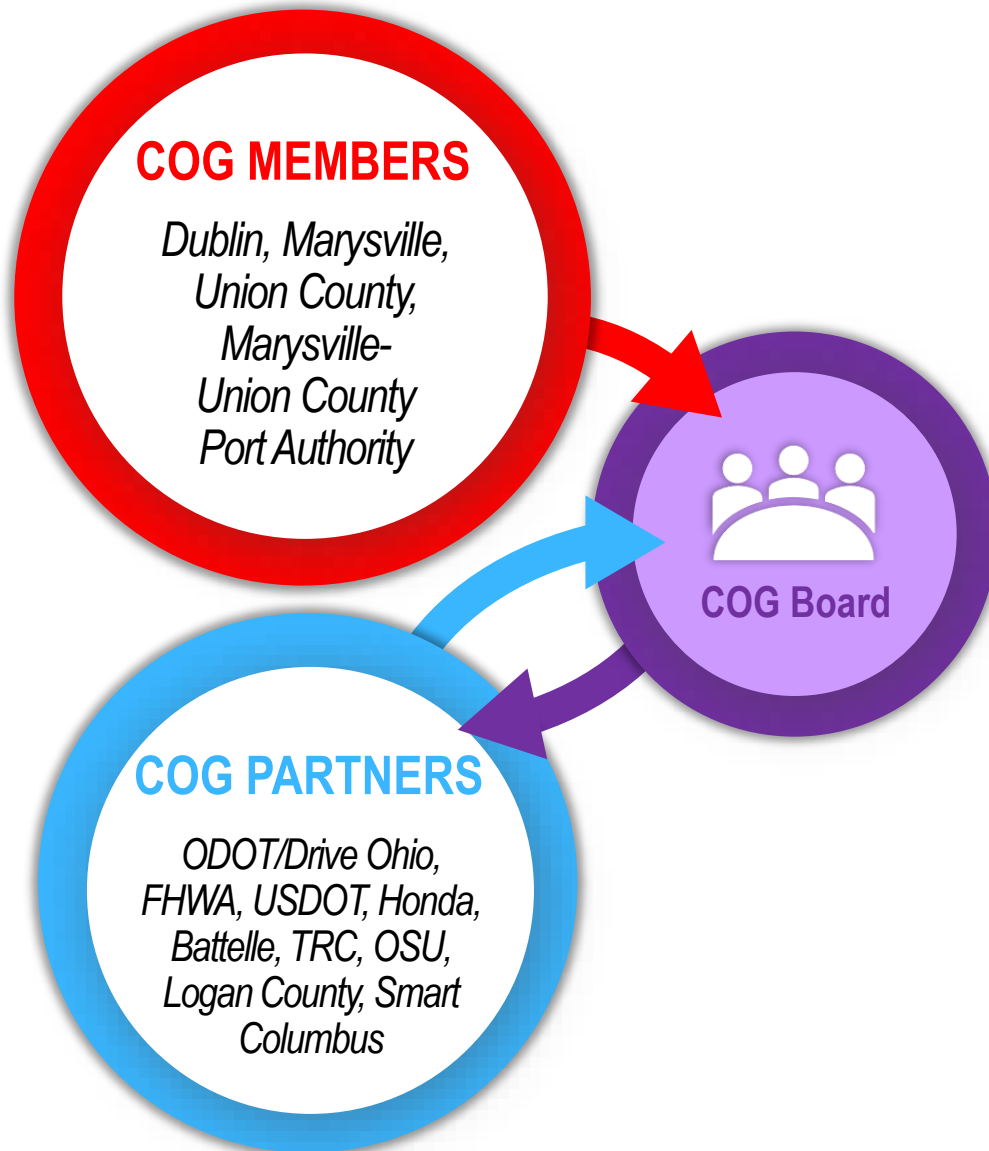 COG MEMBERS
Dublin, Marysville,
Union County,
Marysville-
Union County
Port Authority
COG Board
COG PARTNERS
ODOT/Drive Ohio,
FHWA, USDOT, Honda,
Battelle, TRC, OSU,
Logan County, Smart
Columbus